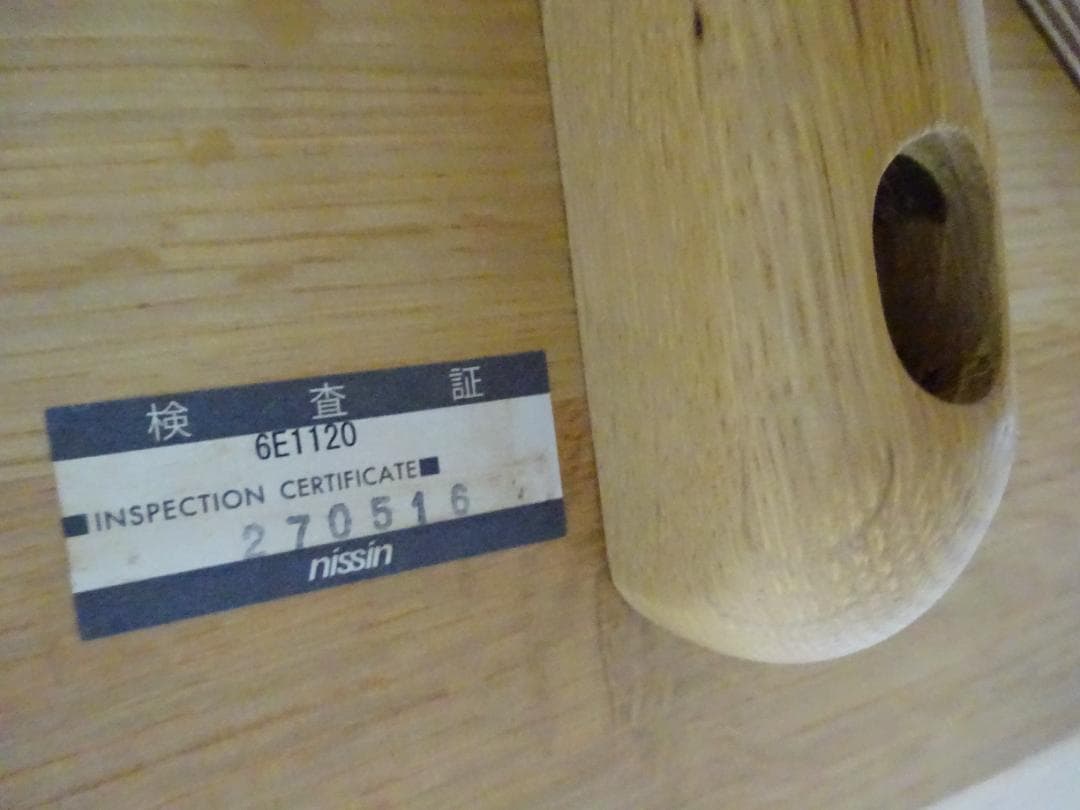 検査証
6E1120
INSPECTION CERTIFICATE
270516
nissin